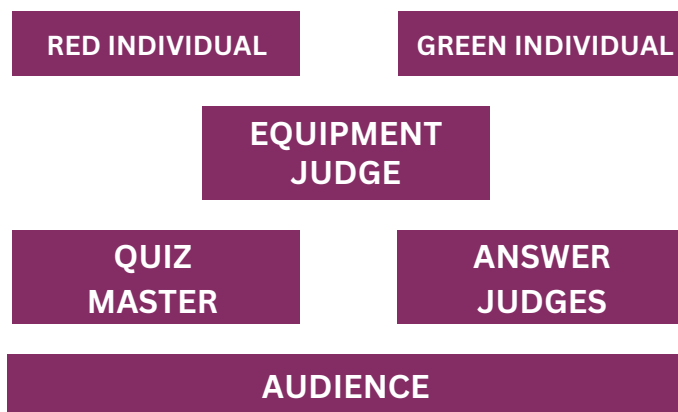 RED INDIVIDUAL
GREEN INDIVIDUAL
EQUIPMENT
JUDGE
QUIZ
MASTER
ANSWER
JUDGES
AUDIENCE